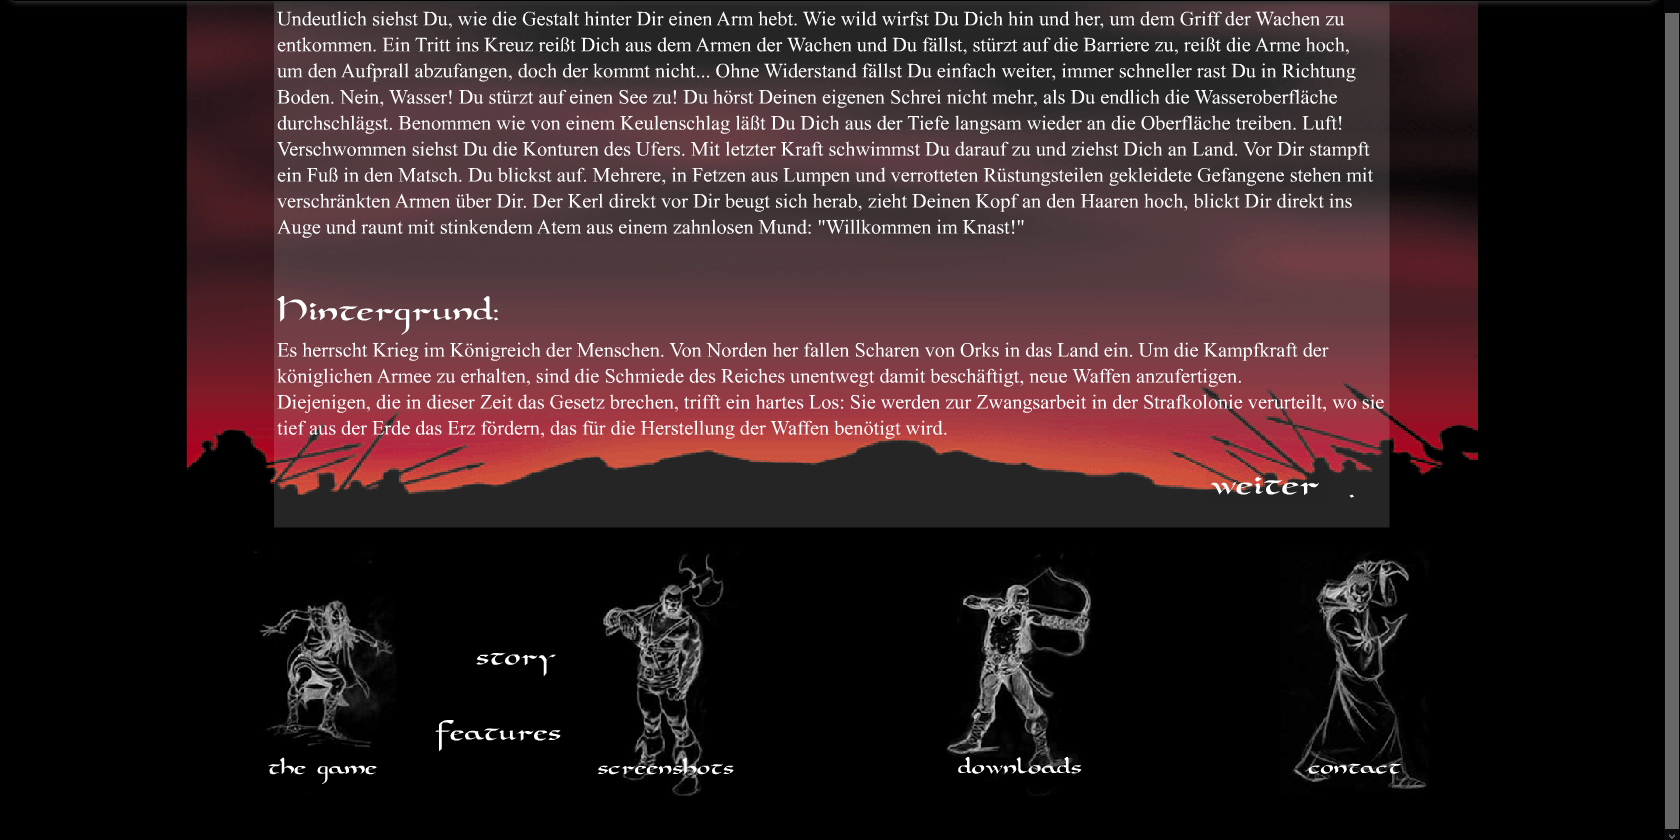 Undeutlich siehst Du, wie die Gestalt hinter Dir einen Arm hebt. Wie wild wirfst Du Dich hin und her, um dem Griff der Wachen zu
entkommen. Ein Tritt ins Kreuz reißt Dich aus dem Armen der Wachen und Du fällst, stürzt auf die Barriere zu, reißt die Arme hoch,
um den Aufprall abzufangen, doch der kommt nicht... Ohne Widerstand fällst Du einfach weiter, immer schneller rast Du in Richtung
Boden. Nein, Wasser! Du stürzt auf einen See zu! Du hörst Deinen eigenen Schrei nicht mehr, als Du endlich die Wasseroberfläche
durchschlägst. Benommen wie von einem Keulenschlag läßt Du Dich aus der Tiefe langsam wieder an die Oberfläche treiben. Luft!
Verschwommen siehst Du die Konturen des Ufers. Mit letzter Kraft schwimmst Du darauf zu und ziehst Dich an Land. Vor Dir stampft
ein Fuß in den Matsch. Du blickst auf. Mehrere, in Fetzen aus Lumpen und verrotteten Rüstungsteilen gekleidete Gefangene stehen mit
verschränkten Armen über Dir. Der Kerl direkt vor Dir beugt sich herab, zieht Deinen Kopf an den Haaren hoch, blickt Dir direkt ins
Auge und raunt mit stinkendem Atem aus einem zahnlosen Mund: "Willkommen im Knast!"
Hintergrund:
Es herrscht Krieg im Königreich der Menschen. Von Norden her fallen Scharen von Orks in das Land ein. Um die Kampfkraft der
königlichen Armee zu erhalten, sind die Schmiede des Reiches unentwegt damit beschäftigt, neue Waffen anzufertigen.
Diejenigen, die in dieser Zeit das Gesetz brechen, trifft ein hartes Los: Sie werden zur Zwangsarbeit in der Strafkolonie verurteilt, wo sie
tief aus der Erde das Erz fördern, das für die Herstellung der Waffen benötigt wird.
weiter .
story
features
the game
screenshots
downloads
contact